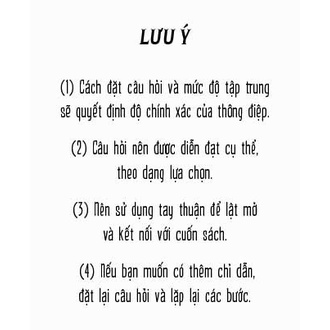 LƯU Ý
(1) Cách đặt câu hỏi và mức độ tập trung
sẽ quyết định độ chính xác của thông điệp.
(2) Câu hỏi nên được diễn đạt cụ thể,
theo dạng lựa chọn.
(3) Nên sử dụng tay thuận để lật mở
và kết nối với cuốn sách.
(4) Nếu bạn muốn có thêm chỉ dẫn,
đặt lại câu hỏi và lặp lại các bước.